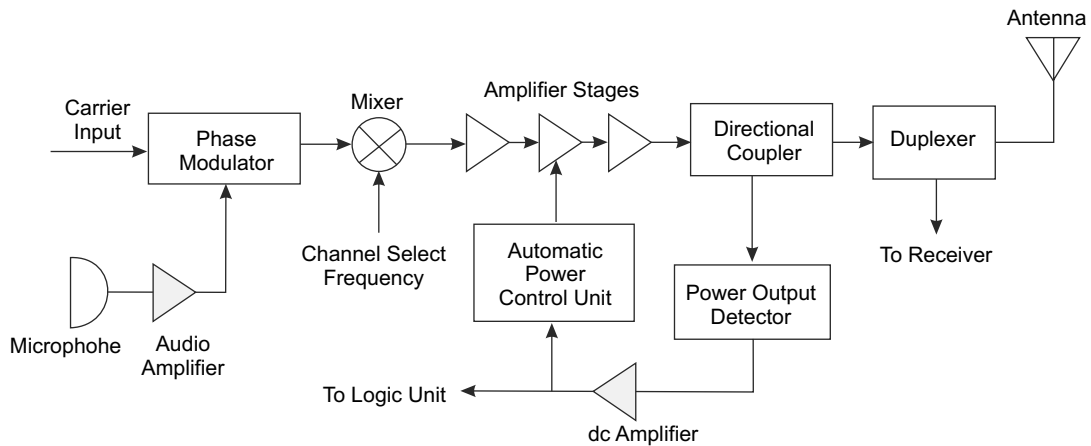 Antenna
Carrier
Input
Mixer
Amplifier Stages
Phase
Modulator
Directional
Coupler
Duplexer
Channel Select
Frequency
Automatic
Power
Control Unit
To Receiver
Power Output
Detector
Microphohe
Audio
Amplifier
To Logic Unit
dc Amplifier